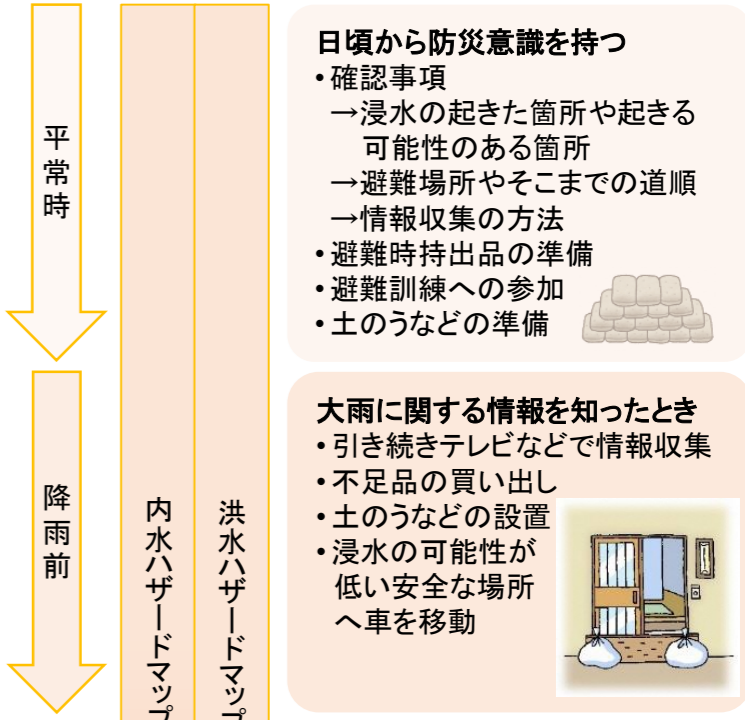 平常時
日頃から防災意識を持つ
•確認事項
→浸水の起きた箇所や起きる
可能性のある箇所
→避難場所やそこまでの道順
→情報収集の方法
•避難時持出品の準備
•避難訓練への参加
•土のうなどの準備
降雨前
内水ハザードマップ
洪水ハザードマップ
大雨に関する情報を知ったとき
•引き続きテレビなどで情報収集
•不足品の買い出し
•土のうなどの設置
•浸水の可能性が
低い安全な場所
へ車を移動